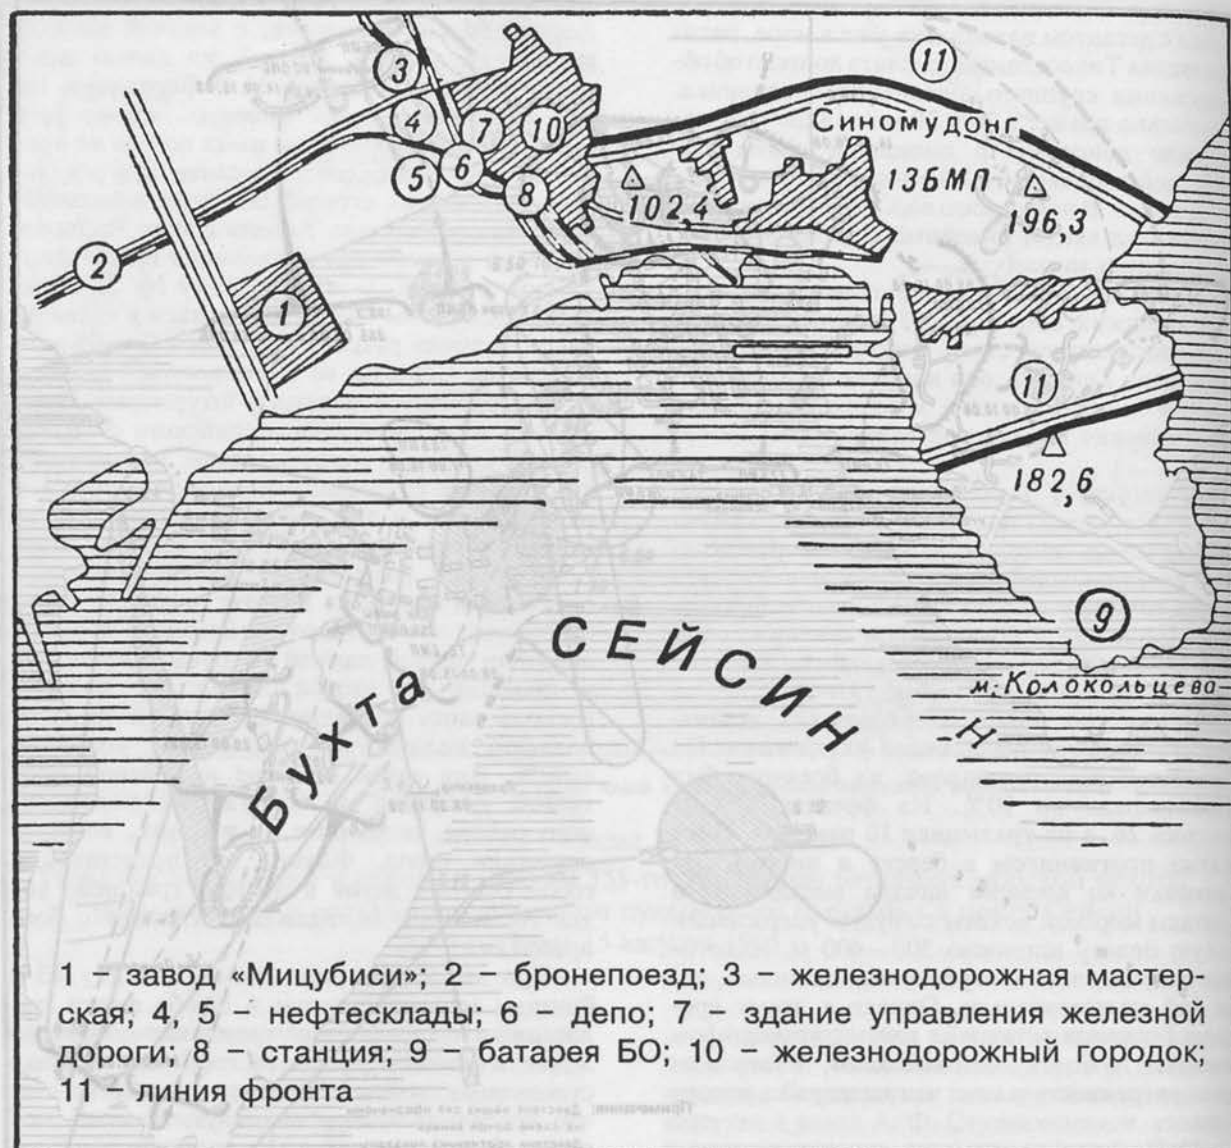 11
3
Синомудонг
4
7
10
13БМП
5
6
8
102,4
196,3
2
1
11
182,6
9
СЕЙСИН
м. Колокольцева
Бухта
1 – завод «Мицубиси»; 2 – бронепоезд; 3 – железнодорожная мастер-
ская; 4, 5 – нефтесклады; 6 – депо; 7 – здание управления железной
дороги; 8 – станция; 9 – батарея БО; 10 – железнодорожный городок;
11 – линия фронта